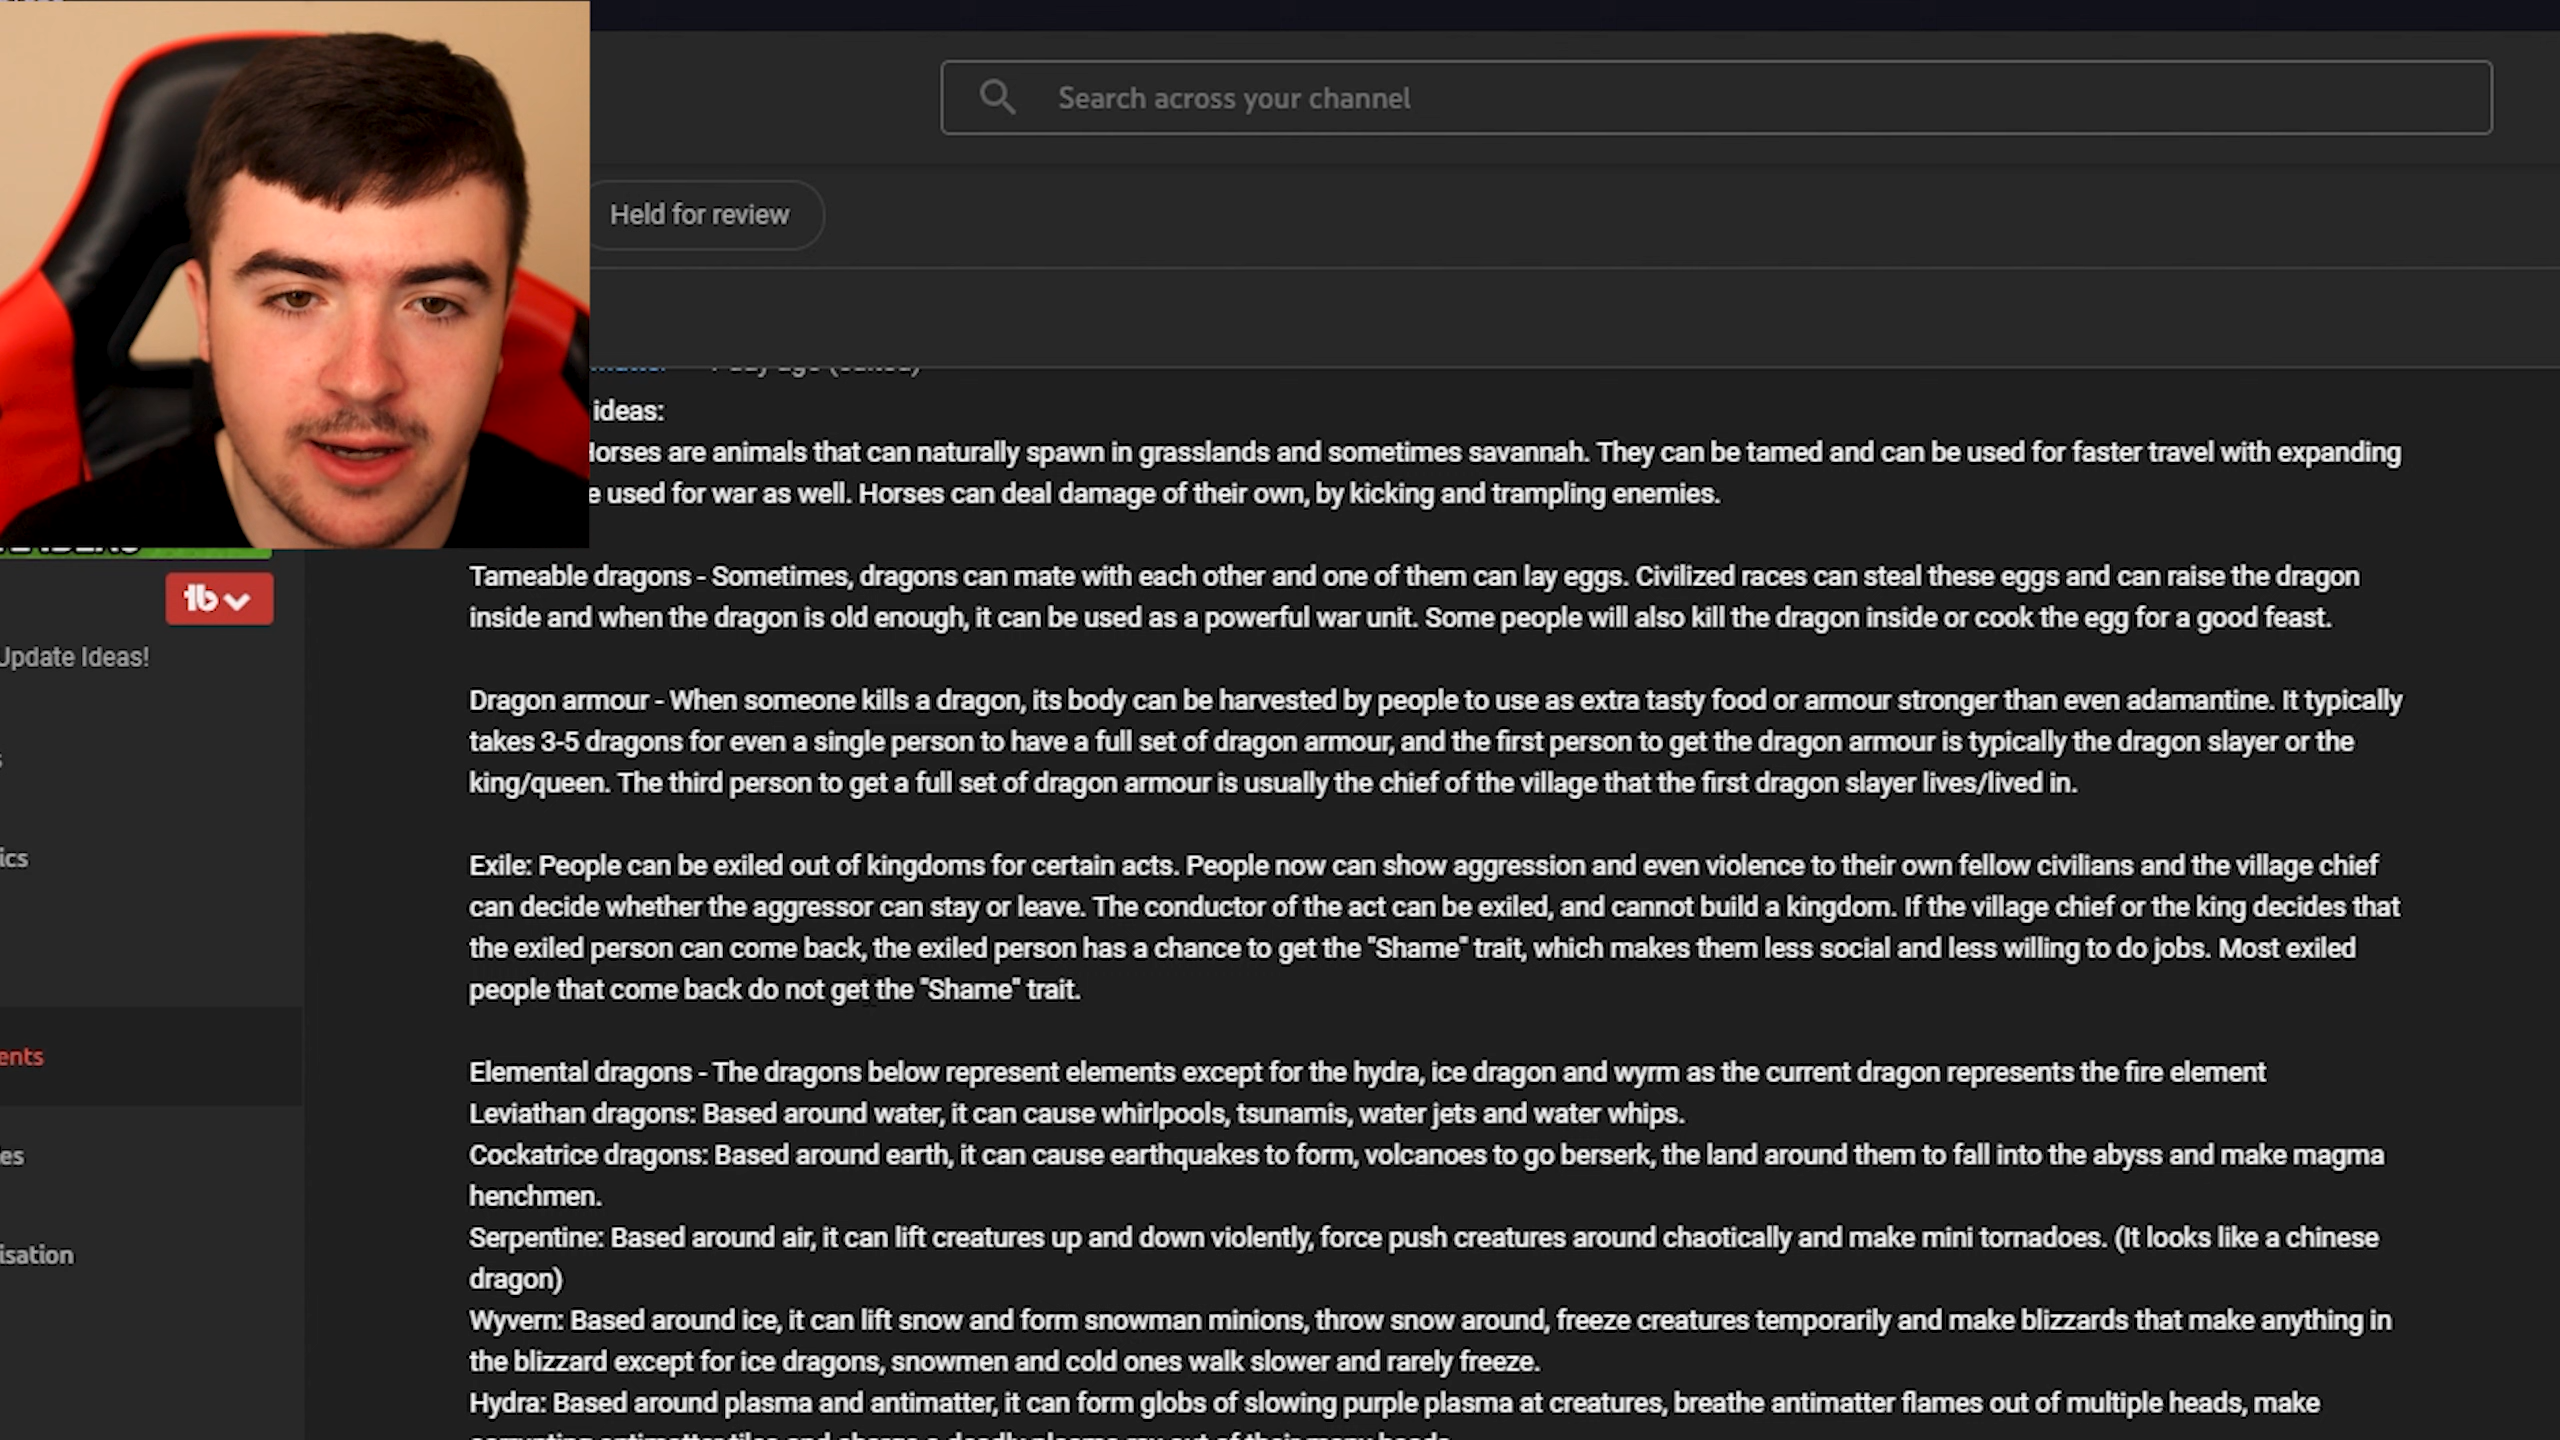 Search across your channel
Held for review
ideas:
Horses are animals that can naturally spawn in grasslands and sometimes savannah. They can be tamed and can be used for faster travel with expanding
e used for war as well. Horses can deal damage of their own, by kicking and trampling enemies.
Tameable dragons - Sometimes, dragons can mate with each other and one of them can lay eggs. Civilized races can steal these eggs and can raise the dragon
inside and when the dragon is old enough, it can be used as a powerful war unit. Some people will also kill the dragon inside or cook the egg for a good feast.
Update Ideas!
Dragon armour - When someone kills a dragon, its body can be harvested by people to use as extra tasty food or armour stronger than even adamantine. It typically
takes 3-5 dragons for even a single person to have a full set of dragon armour, and the first person to get the dragon armour is typically the dragon slayer or the
king/queen. The third person to get a full set of dragon armour is usually the chief of the village that the first dragon slayer lives/lived in.
ics
Exile: People can be exiled out of kingdoms for certain acts. People now can show aggression and even violence to their own fellow civilians and the village chief
can decide whether the aggressor can stay or leave. The conductor of the act can be exiled, and cannot build a kingdom. If the village chief or the king decides that
the exiled person can come back, the exiled person has a chance to get the "Shame" trait, which makes them less social and less willing to do jobs. Most exiled
people that come back do not get the "Shame" trait.
ents
Elemental dragons - The dragons below represent elements except for the hydra, ice dragon and wyrm as the current dragon represents the fire element
Leviathan dragons: Based around water, it can cause whirlpools, tsunamis, water jets and water whips.
Cockatrice dragons: Based around earth, it can cause earthquakes to form, volcanoes to go berserk, the land around them to fall into the abyss and make magma
henchmen.
es
Serpentine: Based around air, it can lift creatures up and down violently, force push creatures around chaotically and make mini tornadoes. (It looks like a chinese
dragon)
isation
Wyvern: Based around ice, it can lift snow and form snowman minions, throw snow around, freeze creatures temporarily and make blizzards that make anything in
the blizzard except for ice dragons, snowmen and cold ones walk slower and rarely freeze.
Hydra: Based around plasma and antimatter, it can form globs of slowing purple plasma at creatures, breathe antimatter flames out of multiple heads, make